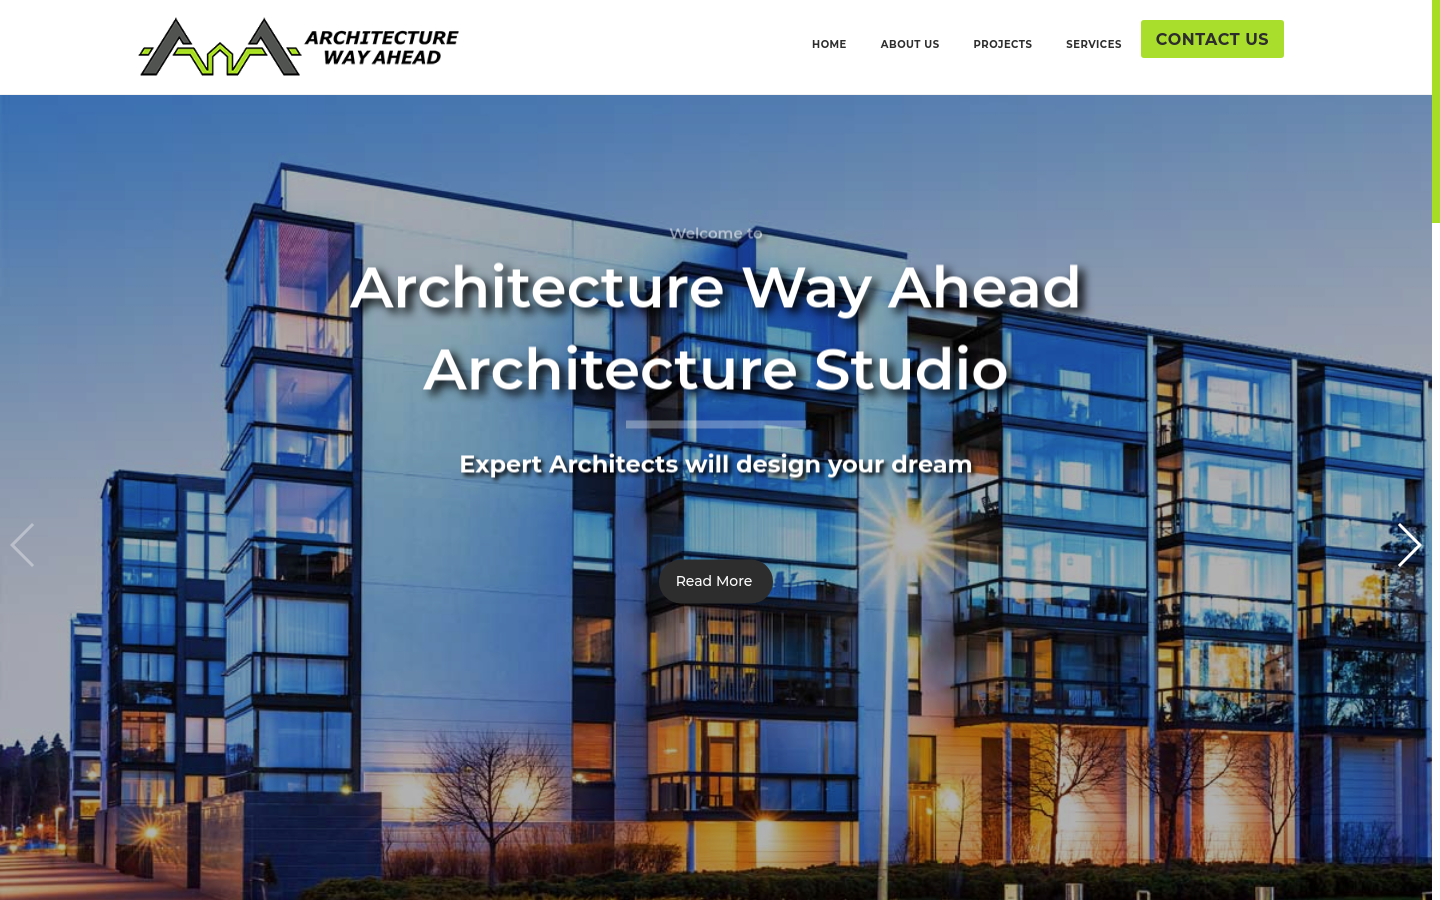 ARCHITECTURE
WAY AHEAD
HOME
ABOUT US
PROJECTS
SERVICES
CONTACT US
Welcome to
Architecture Way Ahead
Architecture Studio
Expert Architects will design your dream
Read More